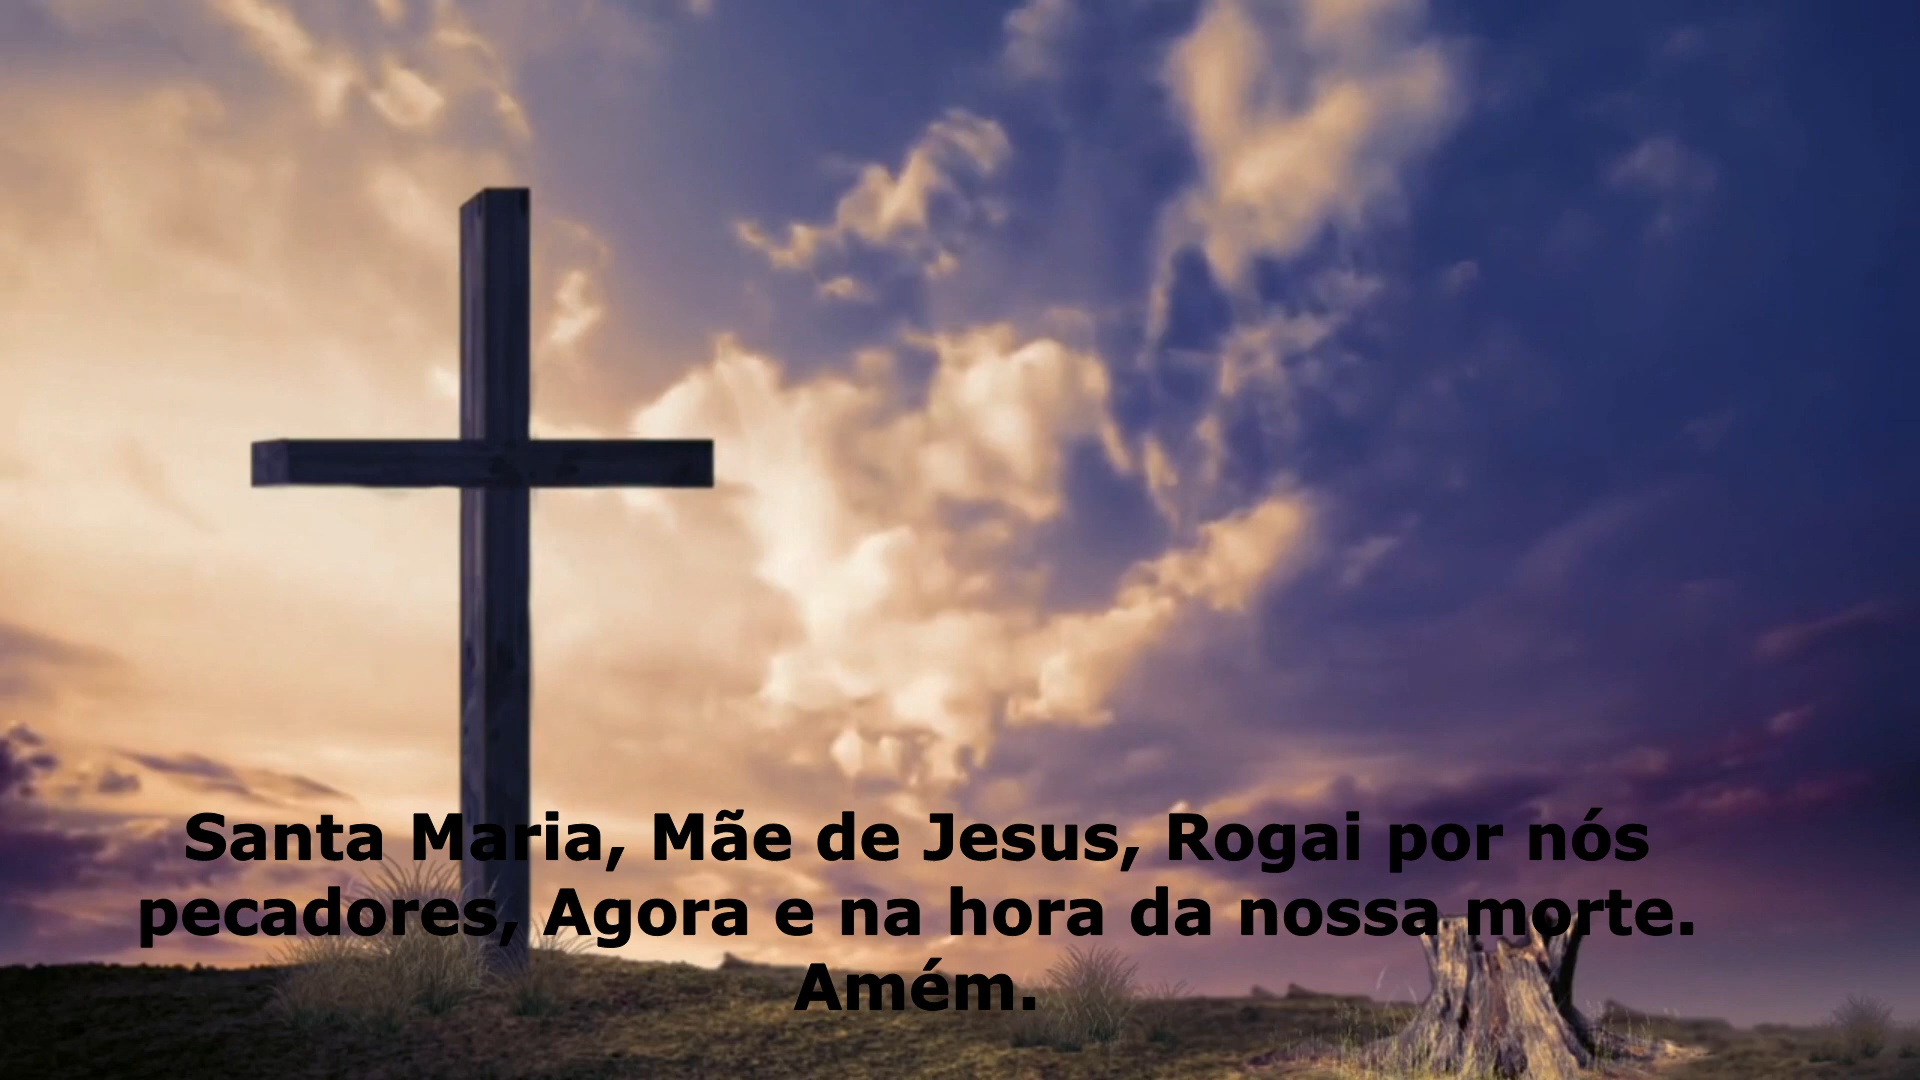 Santa Maria, Mãe de Jesus, Rogai por nós
pecadores, Agora e na hora da nossa morte.
Amém.